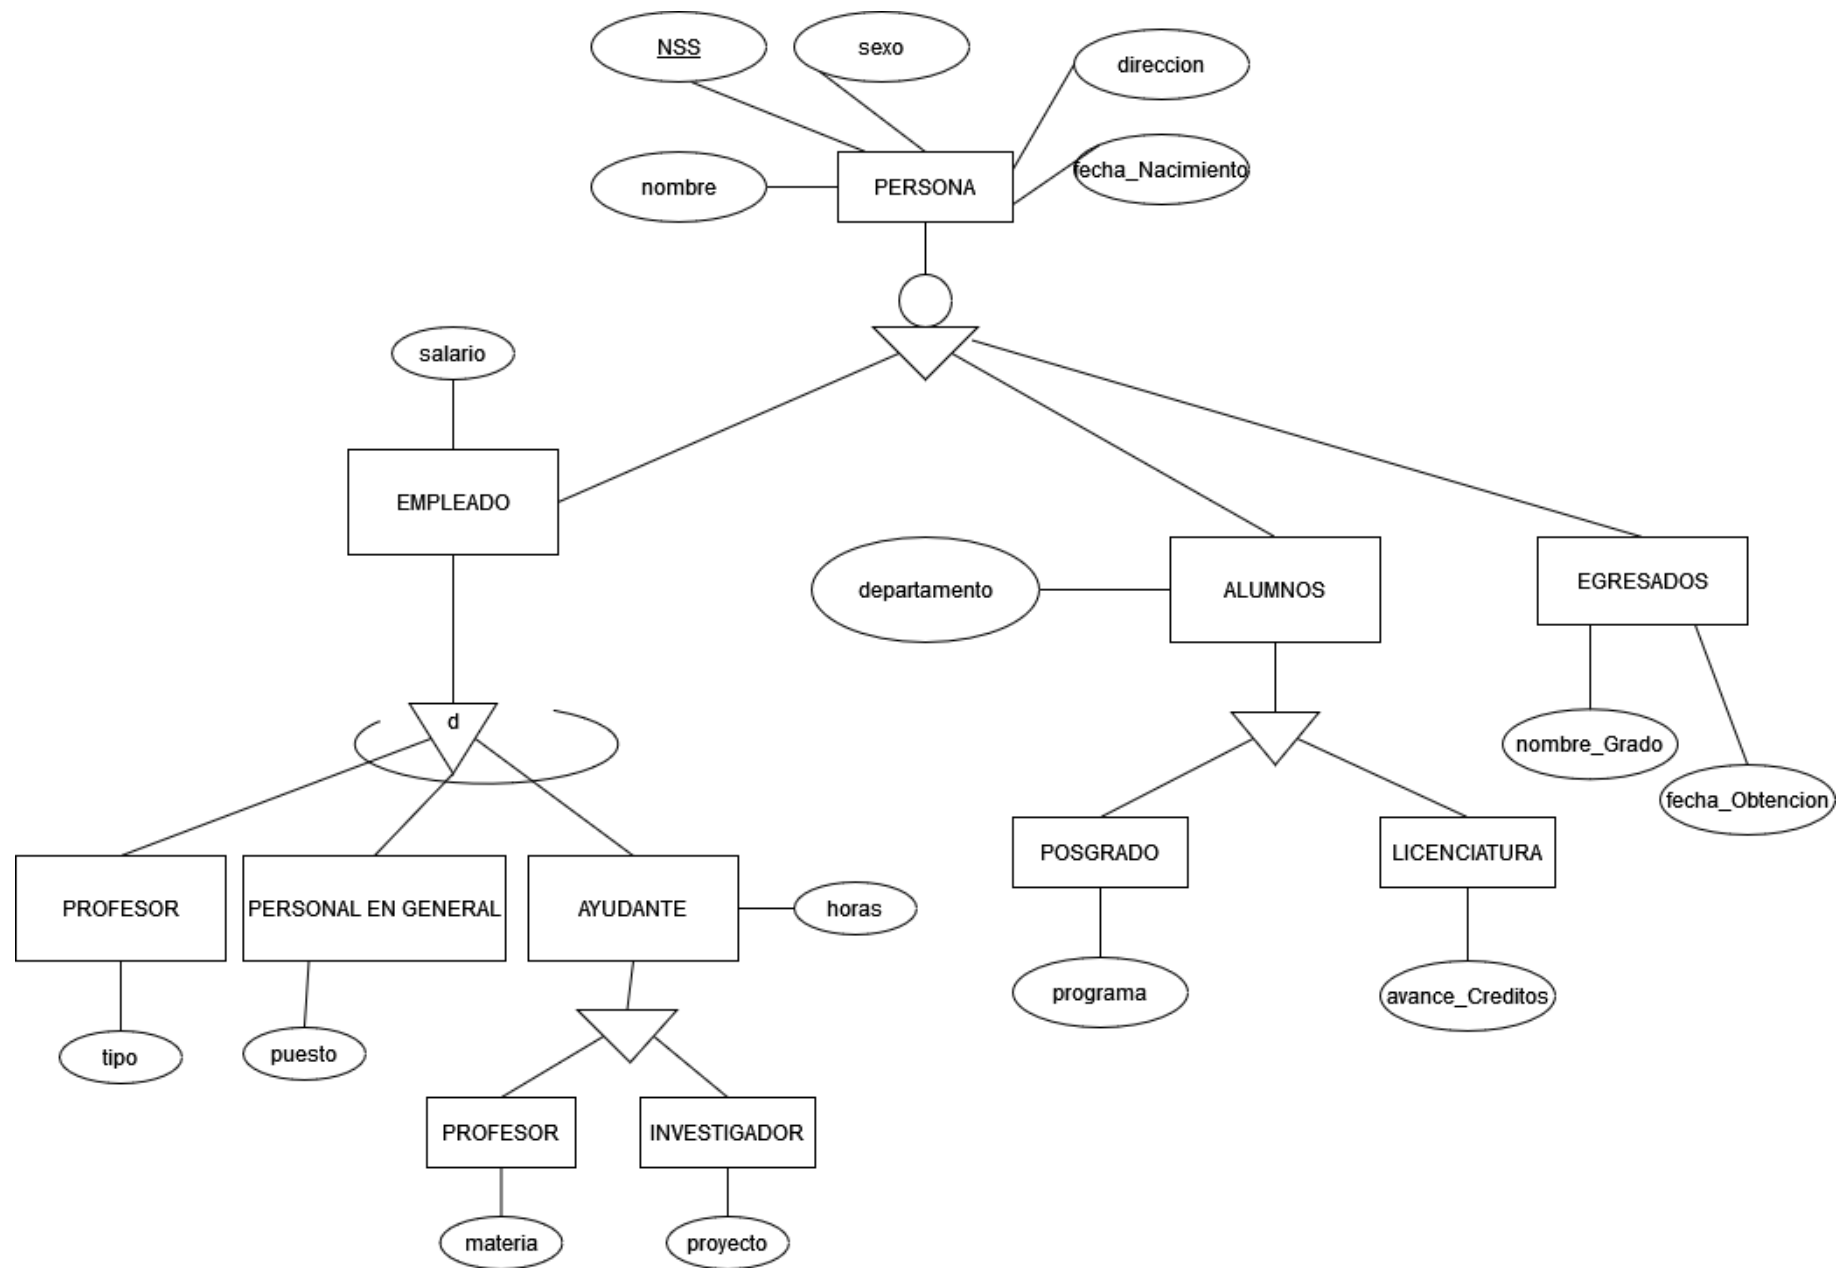 NSS
sexo
direccion
nombre
PERSONA
fecha_Nacimiento
salario
EMPLEADO
departamento
ALUMNOS
EGRESADOS
d
nombre_Grado
fecha_Obtencion
POSGRADO
LICENCIATURA
PROFESOR
PERSONAL EN GENERAL
AYUDANTE
horas
programa
avance_Creditos
tipo
puesto
PROFESOR
INVESTIGADOR
materia
proyecto